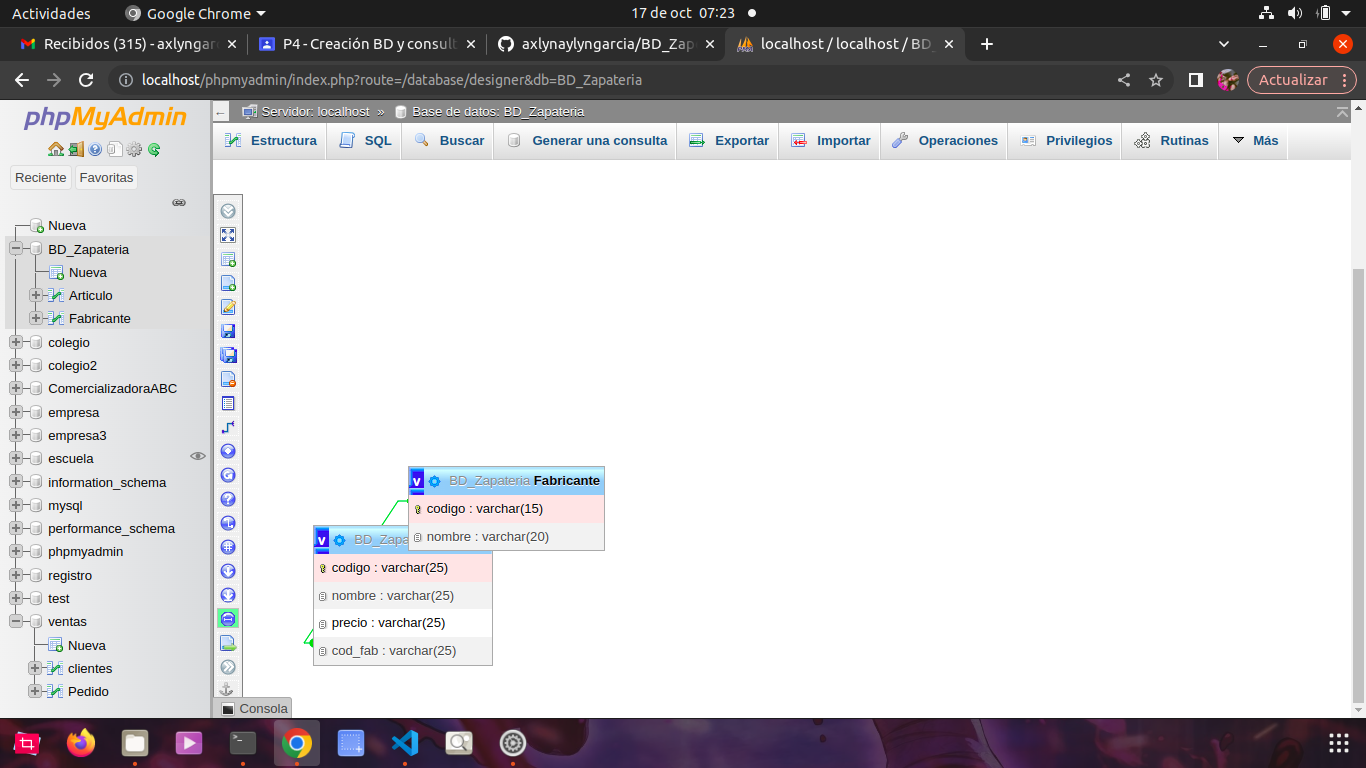 Actividades
Google Chrome
17 de oct 07:23
Recibidos (315) - axlyngar
P4 - Creación BD y consult
axlynaylyngarcia/BD_Zap
localhost / localhost / BD_
localhost/phpmyadmin/index.php?route=/database/designer&db=BD_Zapateria
Actualizar
phpMyAdmin
Reciente
Favoritas
Nueva
BD_Zapateria
Nueva
Articulo
Fabricante
colegio
colegio2
ComercializadoraABC
empresa
empresa3
escuela
information_schema
mysql
performance_schema
phpmyadmin
registro
test
ventas
Nueva
clientes
Pedido
Servidor: localhost » Base de datos: BD_Zapateria
Estructura
SQL
Buscar
Generar una consulta
Exportar
Importar
Operaciones
Privilegios
Rutinas
Más
v BD_Zapateria Fabricante
codigo : varchar(15)
nombre : varchar(20)
v BD_Zapa
codigo : varchar(25)
nombre : varchar(25)
precio : varchar(25)
cod_fab : varchar(25)
Consola